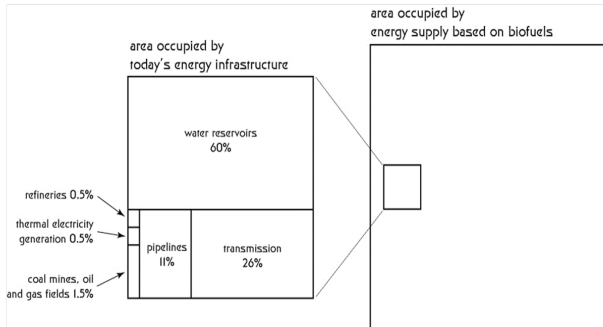 area occupied by
energy supply based on biofuels
area occupied by
today's energy infrastructure
water reservoirs
60%
refineries 0.5%
thermal electricity
generation 0.5%
pipelines
11%
transmission
26%
coal mines, oil
and gas fields 1.5%